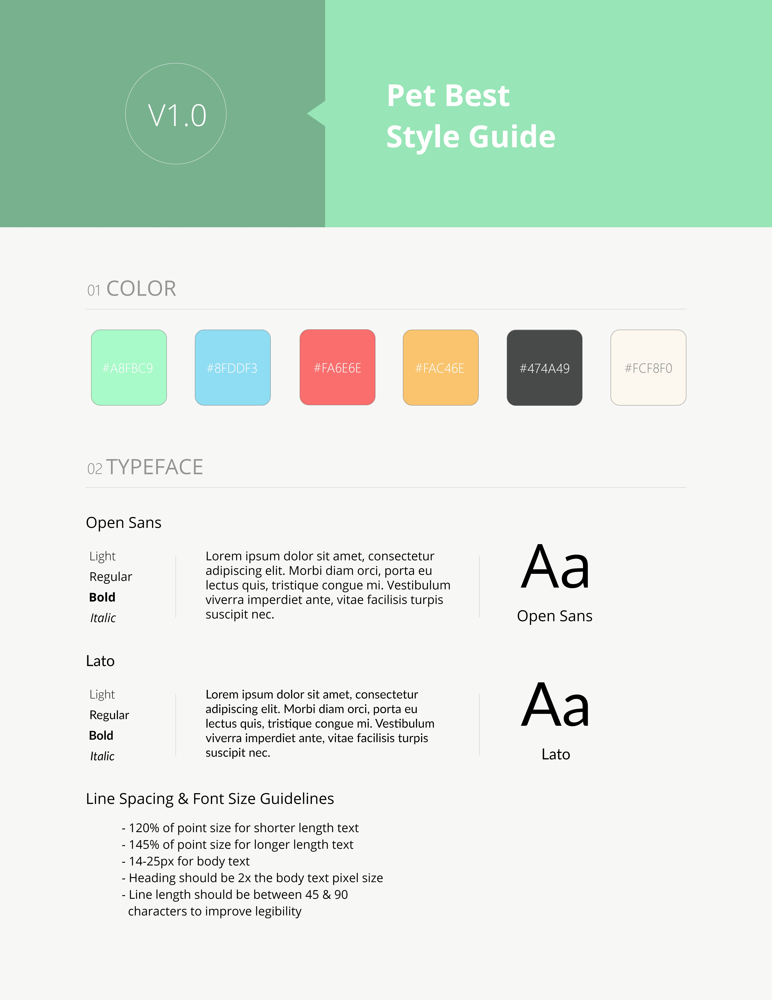 V1.0
Pet Best
Style Guide
01 COLOR
#A8FBC9
#8FDDF3
#FA6E6E
#FAC46E
#474A49
#FCF8F0
02 TYPEFACE
Open Sans
Light
Regular
Bold
Italic
Lorem ipsum dolor sit amet, consectetur
adipiscing elit. Morbi diam orci, porta eu
lectus quis, tristique congue mi. Vestibulum
viverra imperdiet ante, vitae facilisis turpis
suscipit nec.
Aa
Open Sans
Lato
Light
Regular
Bold
Italic
Lorem ipsum dolor sit amet, consectetur
adipiscing elit. Morbi diam orci, porta eu
lectus quis, tristique congue mi. Vestibulum
viverra imperdiet ante, vitae facilisis turpis
suscipit nec.
Aa
Lato
Line Spacing & Font Size Guidelines
- 120% of point size for shorter length text
- 145% of point size for longer length text
- 14-25px for body text
- Heading should be 2x the body text pixel size
- Line length should be between 45 & 90
characters to improve legibility